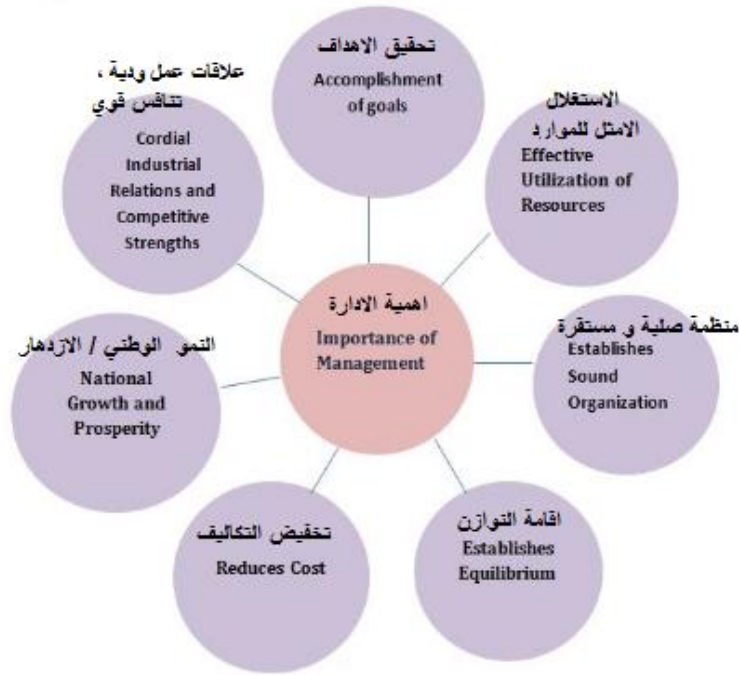 تحقيق الاهداف
Accomplishment
of goals
الاستغلال
الامثل للموارد
Effective
Utilization of
Resources
منظمة صلبة و مستقرة
Establishes
Sound
Organization
اقامة التوازن
Establishes
Equilibrium
تخفيض التكاليف
Reduces Cost
النمو الوطني / الازدهار
National
Growth and
Prosperity
علاقات عمل ودية ،
تنافس قوي
Cordial
Industrial
Relations and
Competitive
Strengths
اهمية الادارة
Importance of
Management